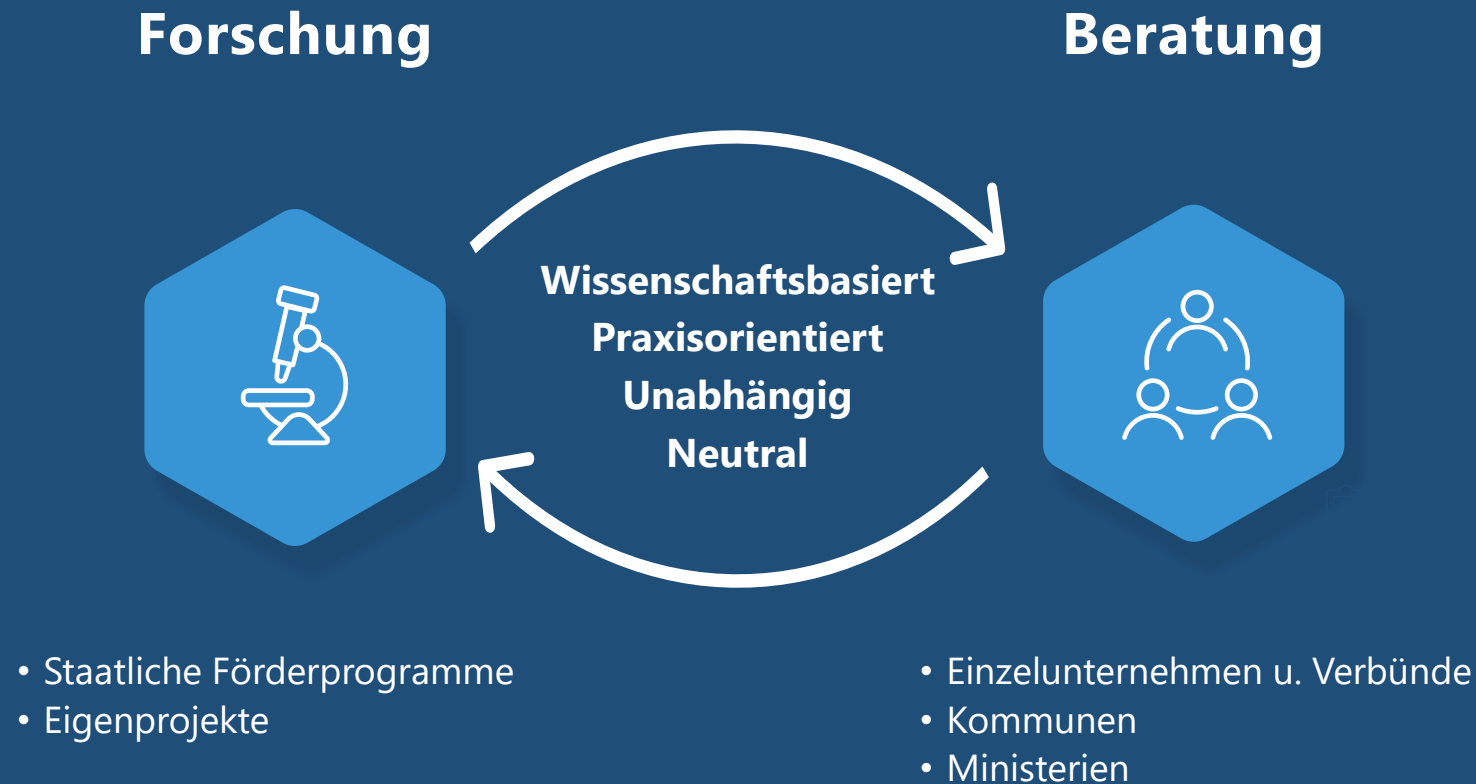 Forschung
Beratung
Wissenschaftsbasiert
Praxisorientiert
Unabhängig
Neutral
• Staatliche Förderprogramme
• Eigenprojekte
• Einzelunternehmen u. Verbünde
• Kommunen
• Ministerien